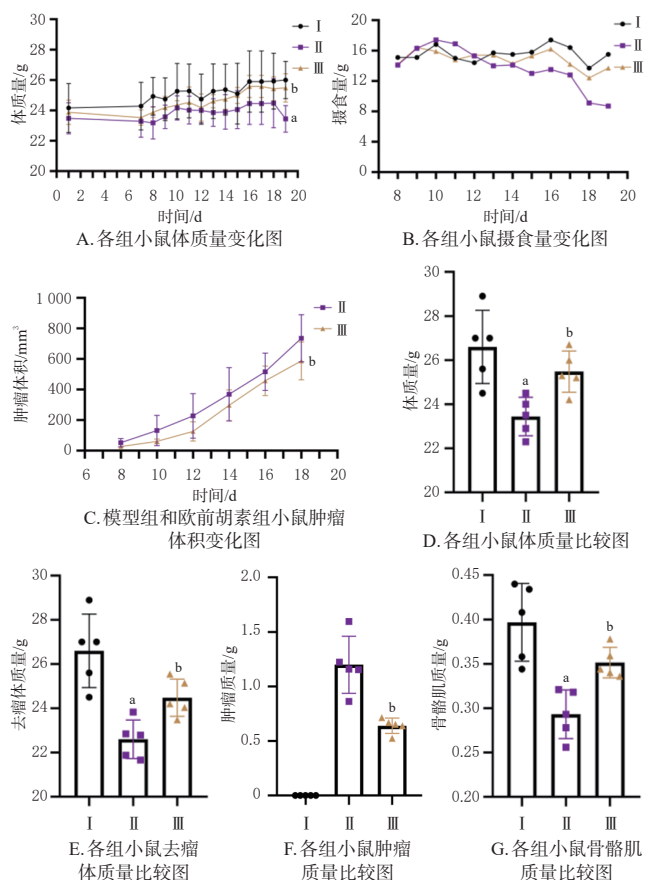 30
28
26
24
22
20
体质量/g
0 2 4 6 8 10 12 14 16 18 20
时间/d
Ⅰ
Ⅱ
Ⅲ
b
a
A.各组小鼠体质量变化图
20
16
12
8
4
0
摄食量/g
6 8 10 12 14 16 18 20
时间/d
Ⅰ
Ⅱ
Ⅲ
B.各组小鼠摄食量变化图
1 000
800
600
400
200
0
肿瘤体积/mm³
6 8 10 12 14 16 18 20
时间/d
Ⅱ
Ⅲ
b
C.模型组和欧前胡素组小鼠肿瘤
体积变化图
30
28
26
24
22
20
体质量/g
a
b
Ⅰ Ⅱ Ⅲ
D.各组小鼠体质量比较图
30
28
26
24
22
20
去瘤体质量/g
a
b
Ⅰ Ⅱ Ⅲ
E.各组小鼠去瘤
体质量比较图
2.0
1.5
1.0
0.5
0
肿瘤质量/g
b
Ⅰ Ⅱ Ⅲ
F.各组小鼠肿瘤
质量比较图
0.45
0.40
0.35
0.30
0.25
0.20
骨骼肌质量/g
a
b
Ⅰ Ⅱ Ⅲ
G.各组小鼠骨骼肌
质量比较图